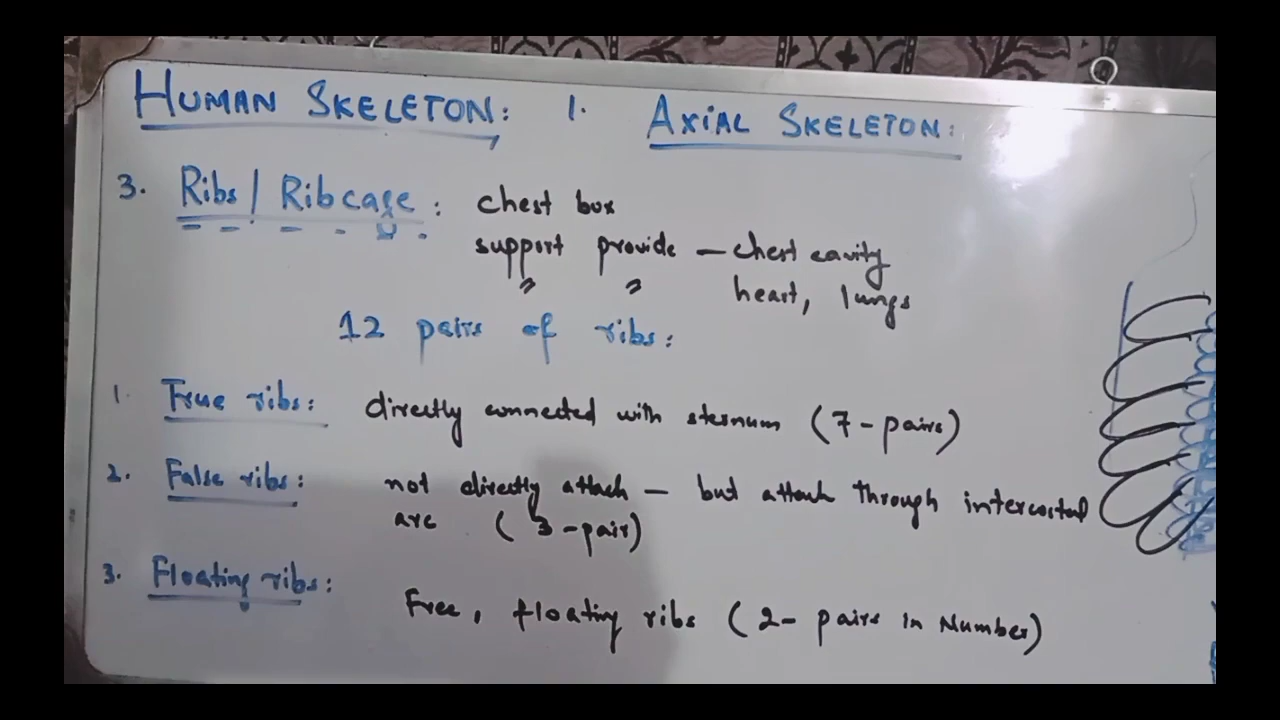 HUMAN SKELETON: 1. AXIAL SKELETON:
3. Ribs / Ribcage: chest box
support provide — chest cavity
" " heart, lungs
12 pairs of ribs:
1. True ribs: directly connected with sternum (7-pairs)
2. False ribs: not directly attach — but attach through intercostal
arc (3-pair)
3. Floating ribs: Free, floating ribs (2- pairs in Number)